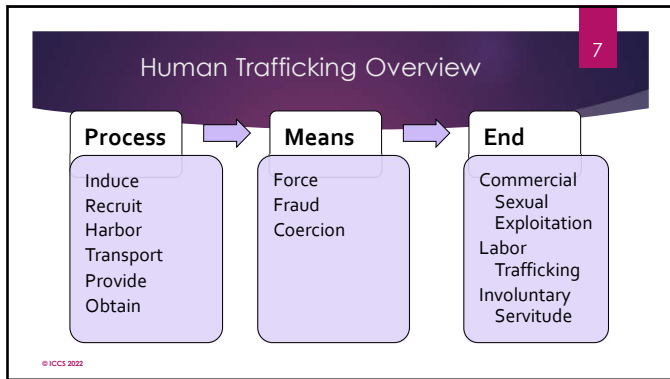 7
Human Trafficking Overview
Process
Induce
Recruit
Harbor
Transport
Provide
Obtain
Means
Force
Fraud
Coercion
End
Commercial
Sexual
Exploitation
Labor
Trafficking
Involuntary
Servitude
© ICCS 2022